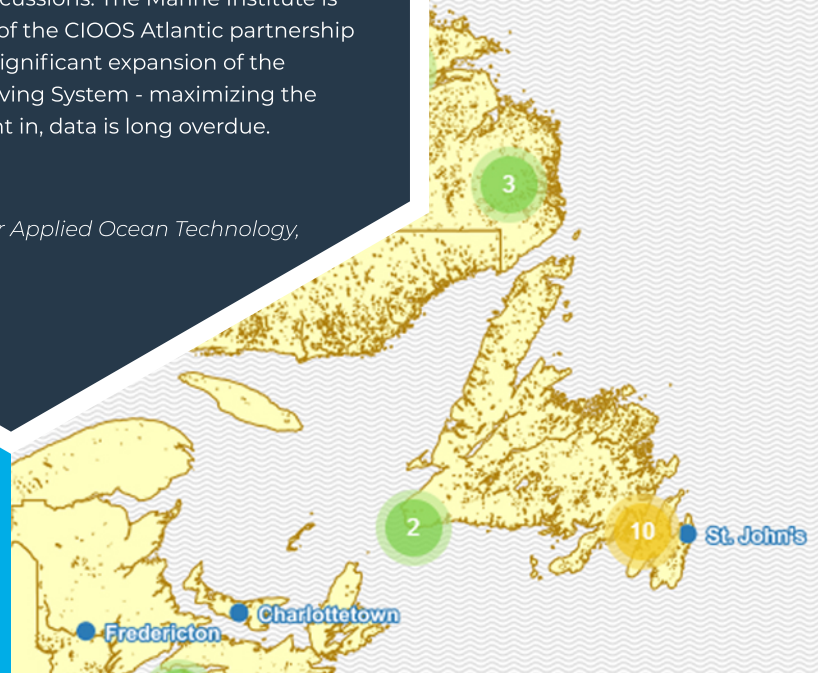 of the CIOOS Atlantic partnership
ignificant expansion of the
ving System - maximizing the
t in, data is long overdue.
r Applied Ocean Technology,
3
2
10
St. John's
Charlottetown
Fredericton